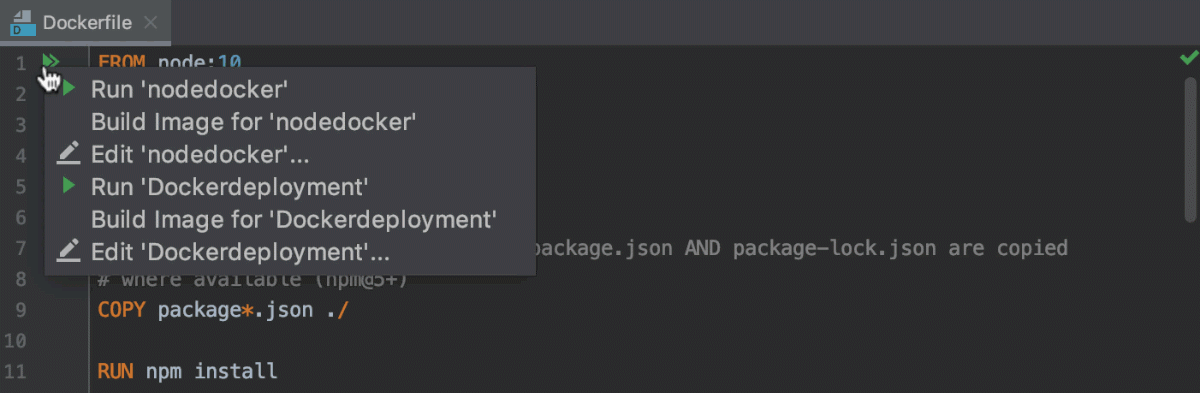 Dockerfile
1 FROM node:10
2 Run 'nodedocker'
3 Build Image for 'nodedocker'
4 Edit 'nodedocker'...
5 Run 'Dockerdeployment'
6 Build Image for 'Dockerdeployment'
7 Edit 'Dockerdeployment'... package.json AND package-lock.json are copied
8 # where available (npm@5+)
9 COPY package*.json ./
10
11 RUN npm install